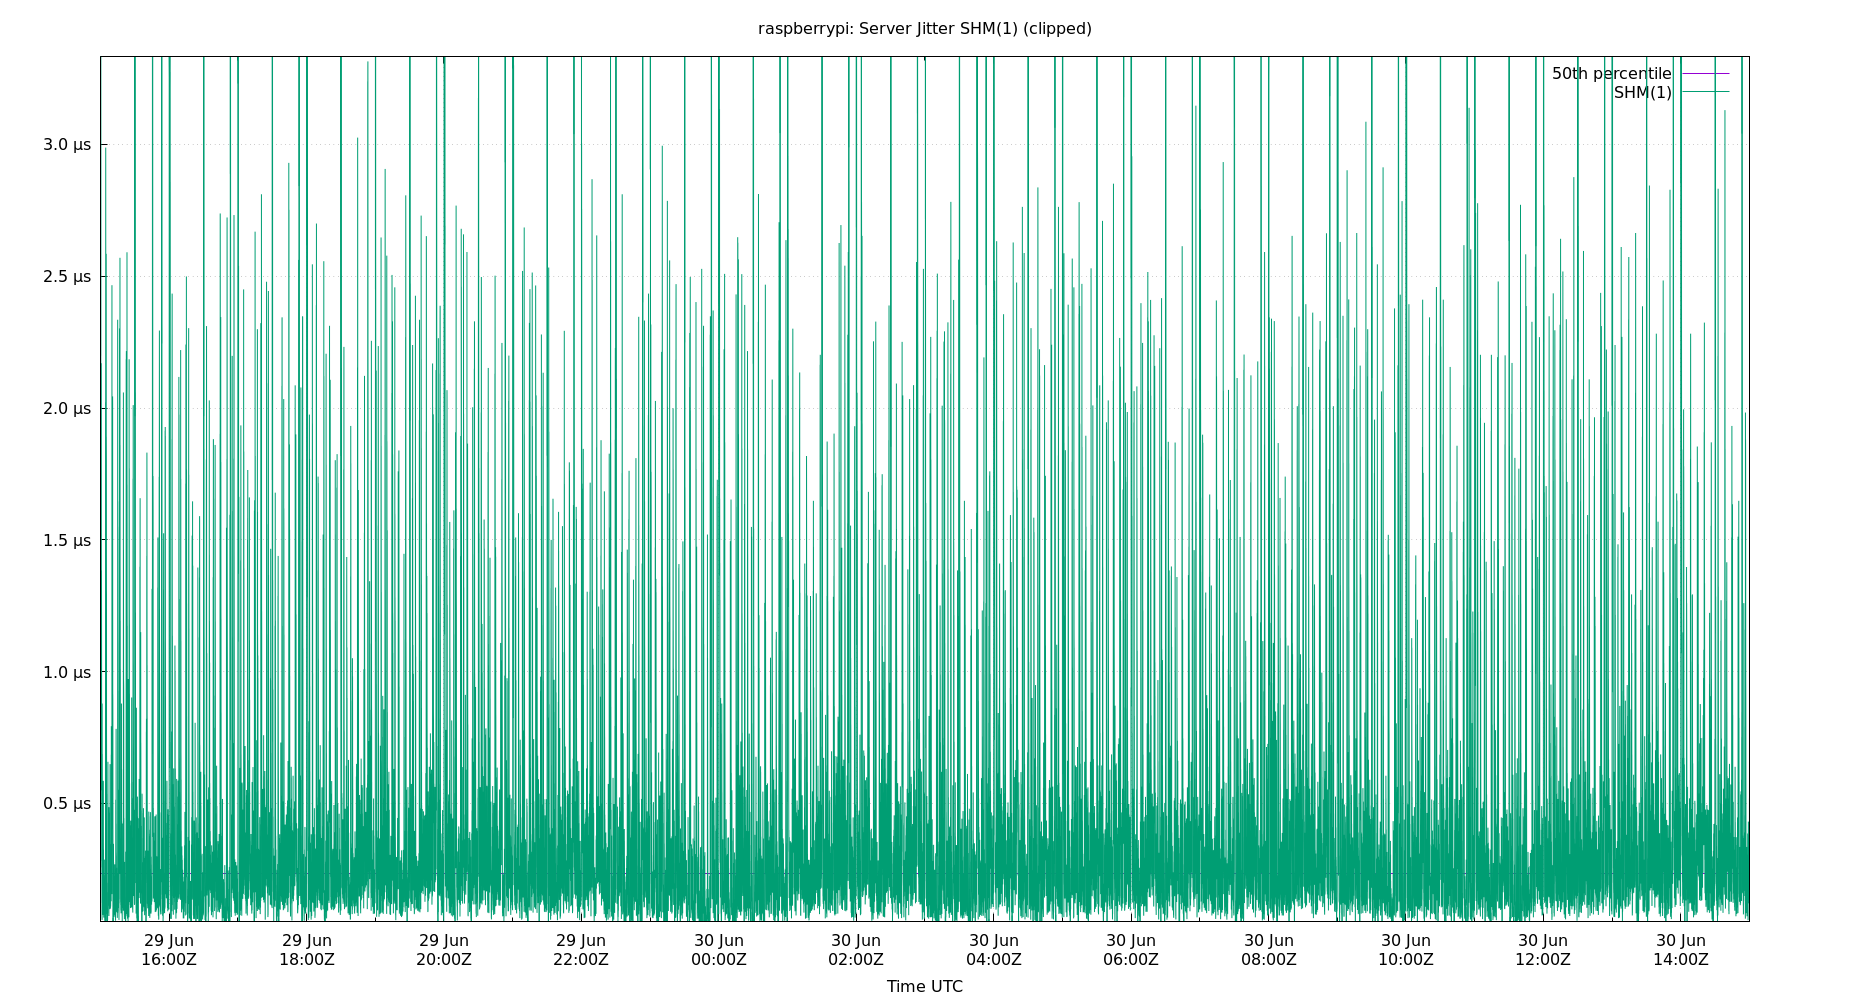 raspberrypi: Server Jitter SHM(1) (clipped)
50th percentile
SHM(1)
3.0 µs
2.5 µs
2.0 µs
1.5 µs
1.0 µs
0.5 µs
29 Jun 29 Jun 29 Jun 29 Jun 30 Jun 30 Jun 30 Jun 30 Jun 30 Jun 30 Jun 30 Jun 30 Jun
16:00Z 18:00Z 20:00Z 22:00Z 00:00Z 02:00Z 04:00Z 06:00Z 08:00Z 10:00Z 12:00Z 14:00Z
Time UTC